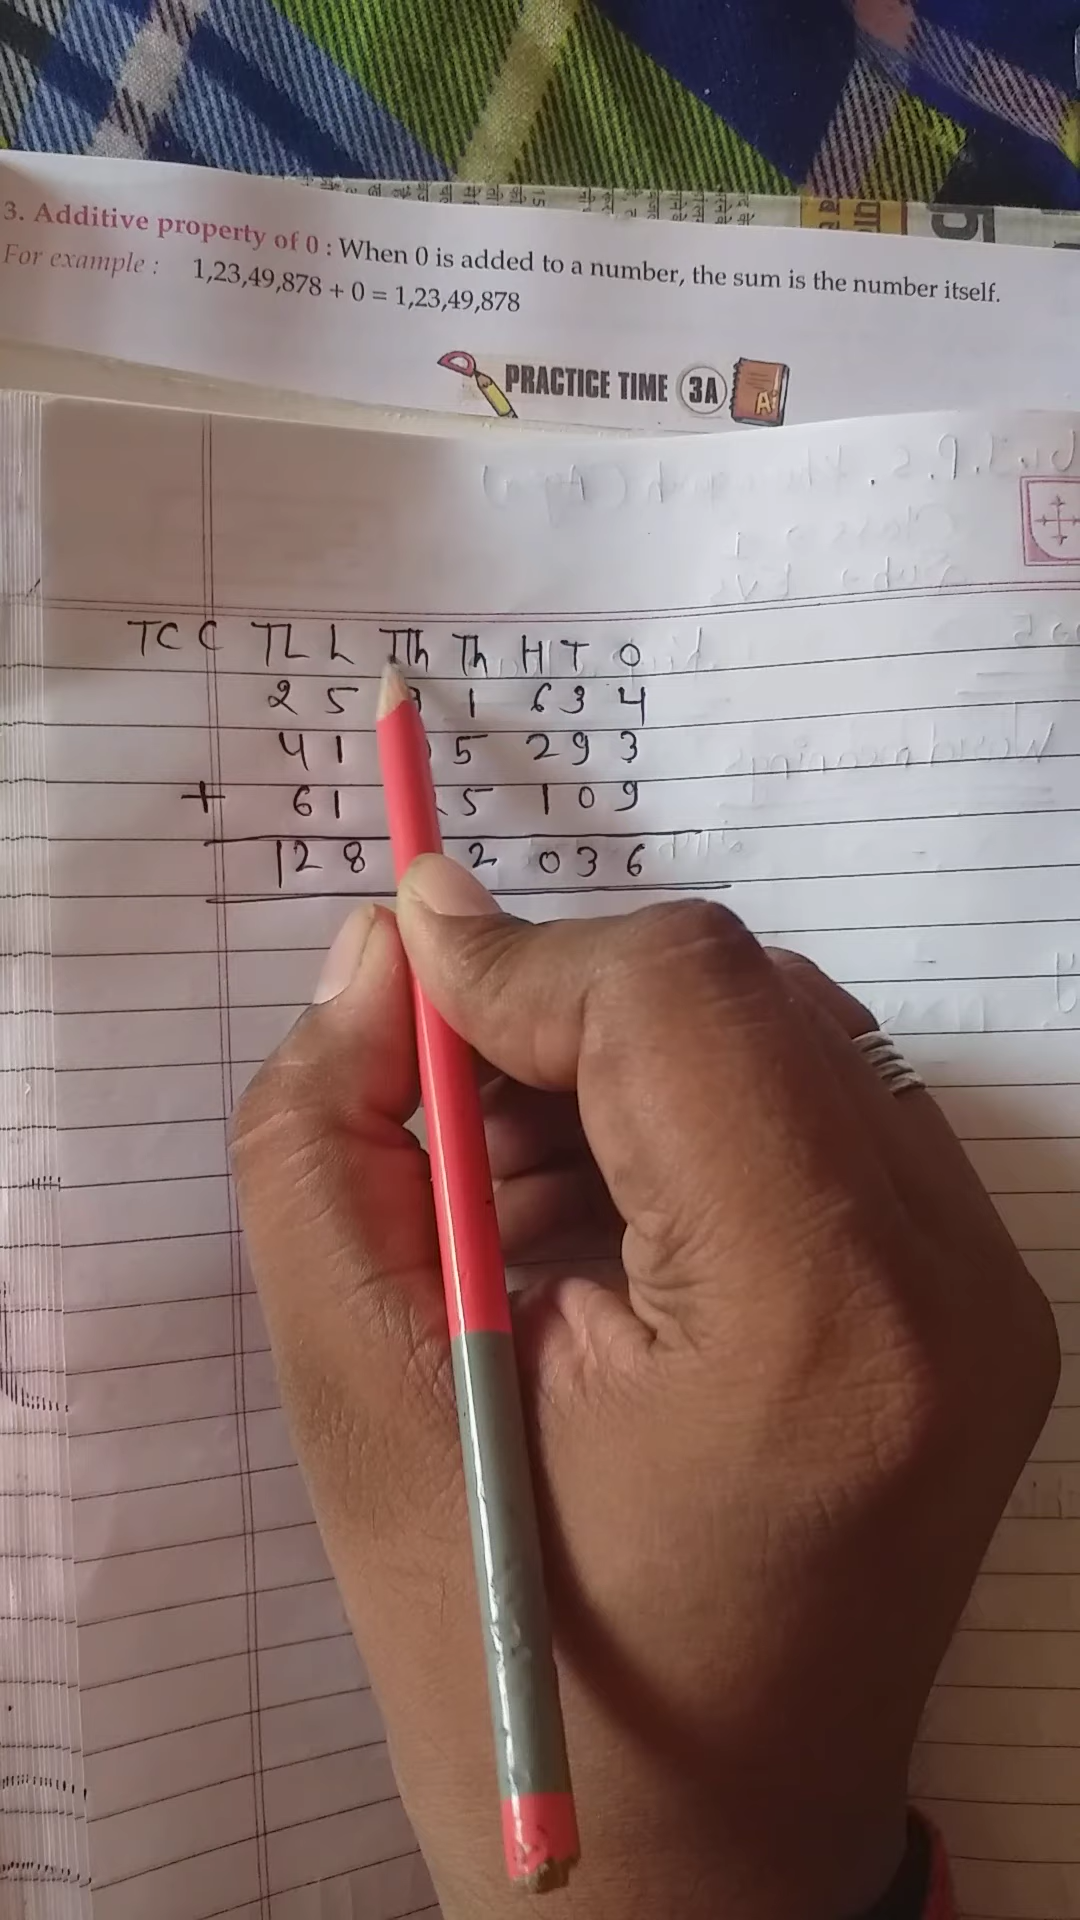 3. Additive property of 0 : When 0 is added to a number, the sum is the number itself.
For example : 1,23,49,878 + 0 = 1,23,49,878
PRACTICE TIME 3A
TC C TL L TTh Th H T O
2 5 1 6 3 4
4 1 5 2 9 3
+ 6 1 5 1 0 9
12 8 2 0 3 6